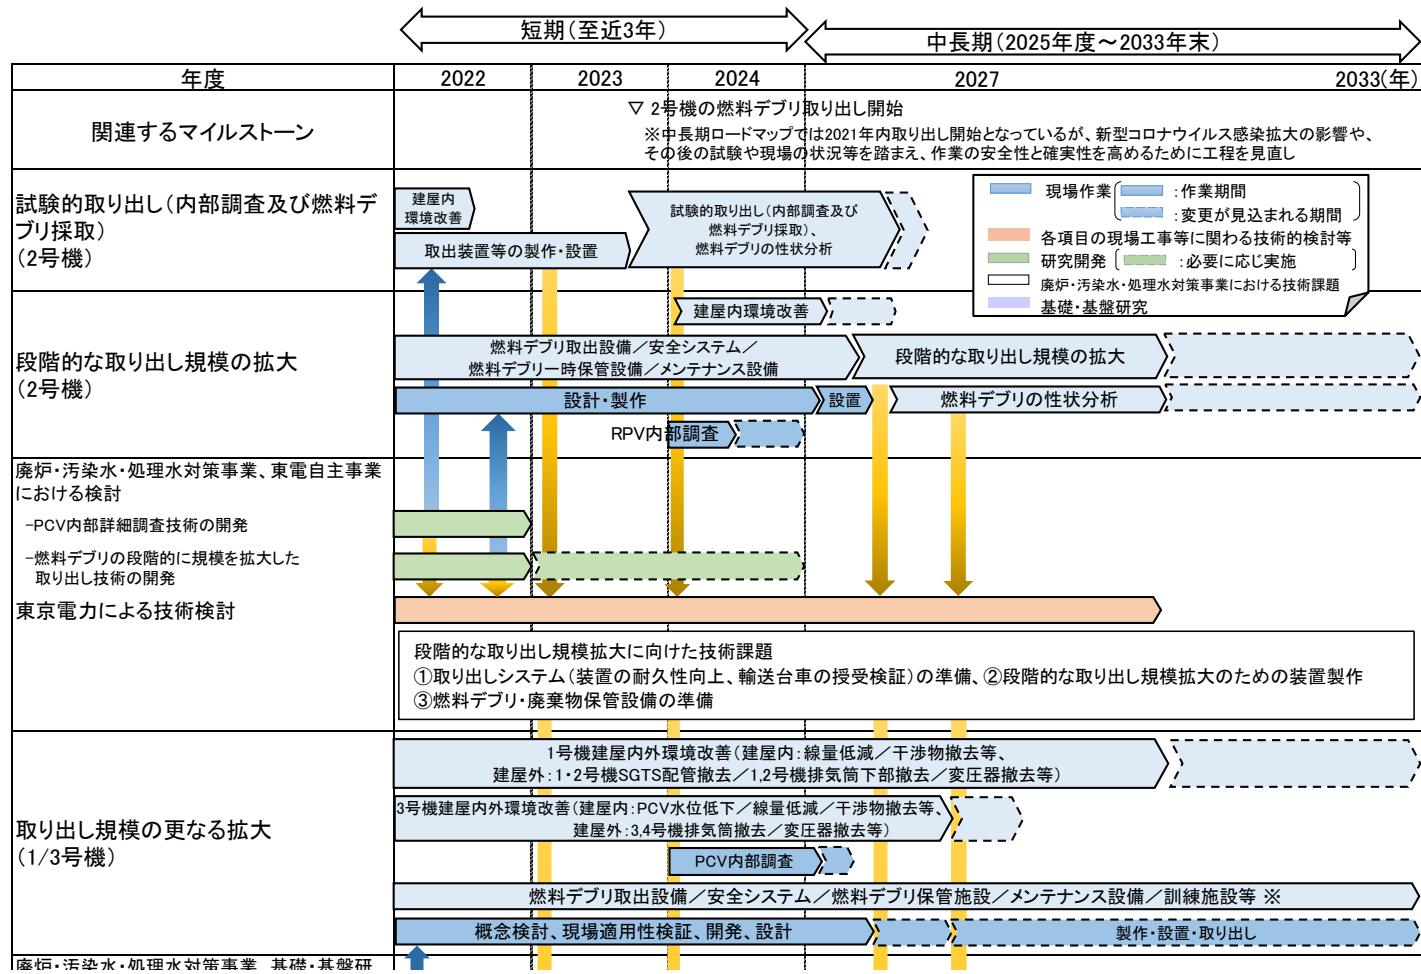 短期(至近3年)
中長期(2025年度～2033年末)
年度
2022
2023
2024
2027
2033(年)
関連するマイルストーン
▽ 2号機の燃料デブリ取り出し開始
※中長期ロードマップでは2021年内取り出し開始となっているが、新型コロナウイルス感染拡大の影響や、
その後の試験や現場の状況等を踏まえ、作業の安全性と確実性を高めるために工程を見直し
現場作業
:作業期間
:変更が見込まれる期間
各項目の現場工事等に関わる技術的検討等
研究開発
:必要に応じ実施
廃炉・汚染水・処理水対策事業における技術課題
基礎・基盤研究
試験的取り出し(内部調査及び燃料デ
ブリ採取)
(2号機)
建屋内
環境改善
取出装置等の製作・設置
試験的取り出し(内部調査及び
燃料デブリ採取)、
燃料デブリの性状分析
段階的な取り出し規模の拡大
(2号機)
建屋内環境改善
燃料デブリ取出設備／安全システム／
燃料デブリ一時保管設備／メンテナンス設備
段階的な取り出し規模の拡大
設計・製作
設置
燃料デブリの性状分析
RPV内部調査
廃炉・汚染水・処理水対策事業、東電自主事業
における検討
-PCV内部詳細調査技術の開発
-燃料デブリの段階的に規模を拡大した
取り出し技術の開発
東京電力による技術検討
段階的な取り出し規模拡大に向けた技術課題
①取り出しシステム(装置の耐久性向上、輸送台車の授受検証)の準備、②段階的な取り出し規模拡大のための装置製作
③燃料デブリ・廃棄物保管設備の準備
取り出し規模の更なる拡大
(1/3号機)
1号機建屋内外環境改善(建屋内:線量低減／干渉物撤去等、
建屋外:1・2号機SGTS配管撤去／1,2号機排気筒下部撤去／変圧器撤去等)
3号機建屋内外環境改善(建屋内:PCV水位低下／線量低減／干渉物撤去等、
建屋外:3,4号機排気筒撤去／変圧器撤去等)
PCV内部調査
燃料デブリ取出設備／安全システム／燃料デブリ保管施設／メンテナンス設備／訓練施設等 ※
概念検討、現場適用性検証、開発、設計
製作・設置・取り出し
廃炉・汚染水・処理水対策事業、基礎・基盤研